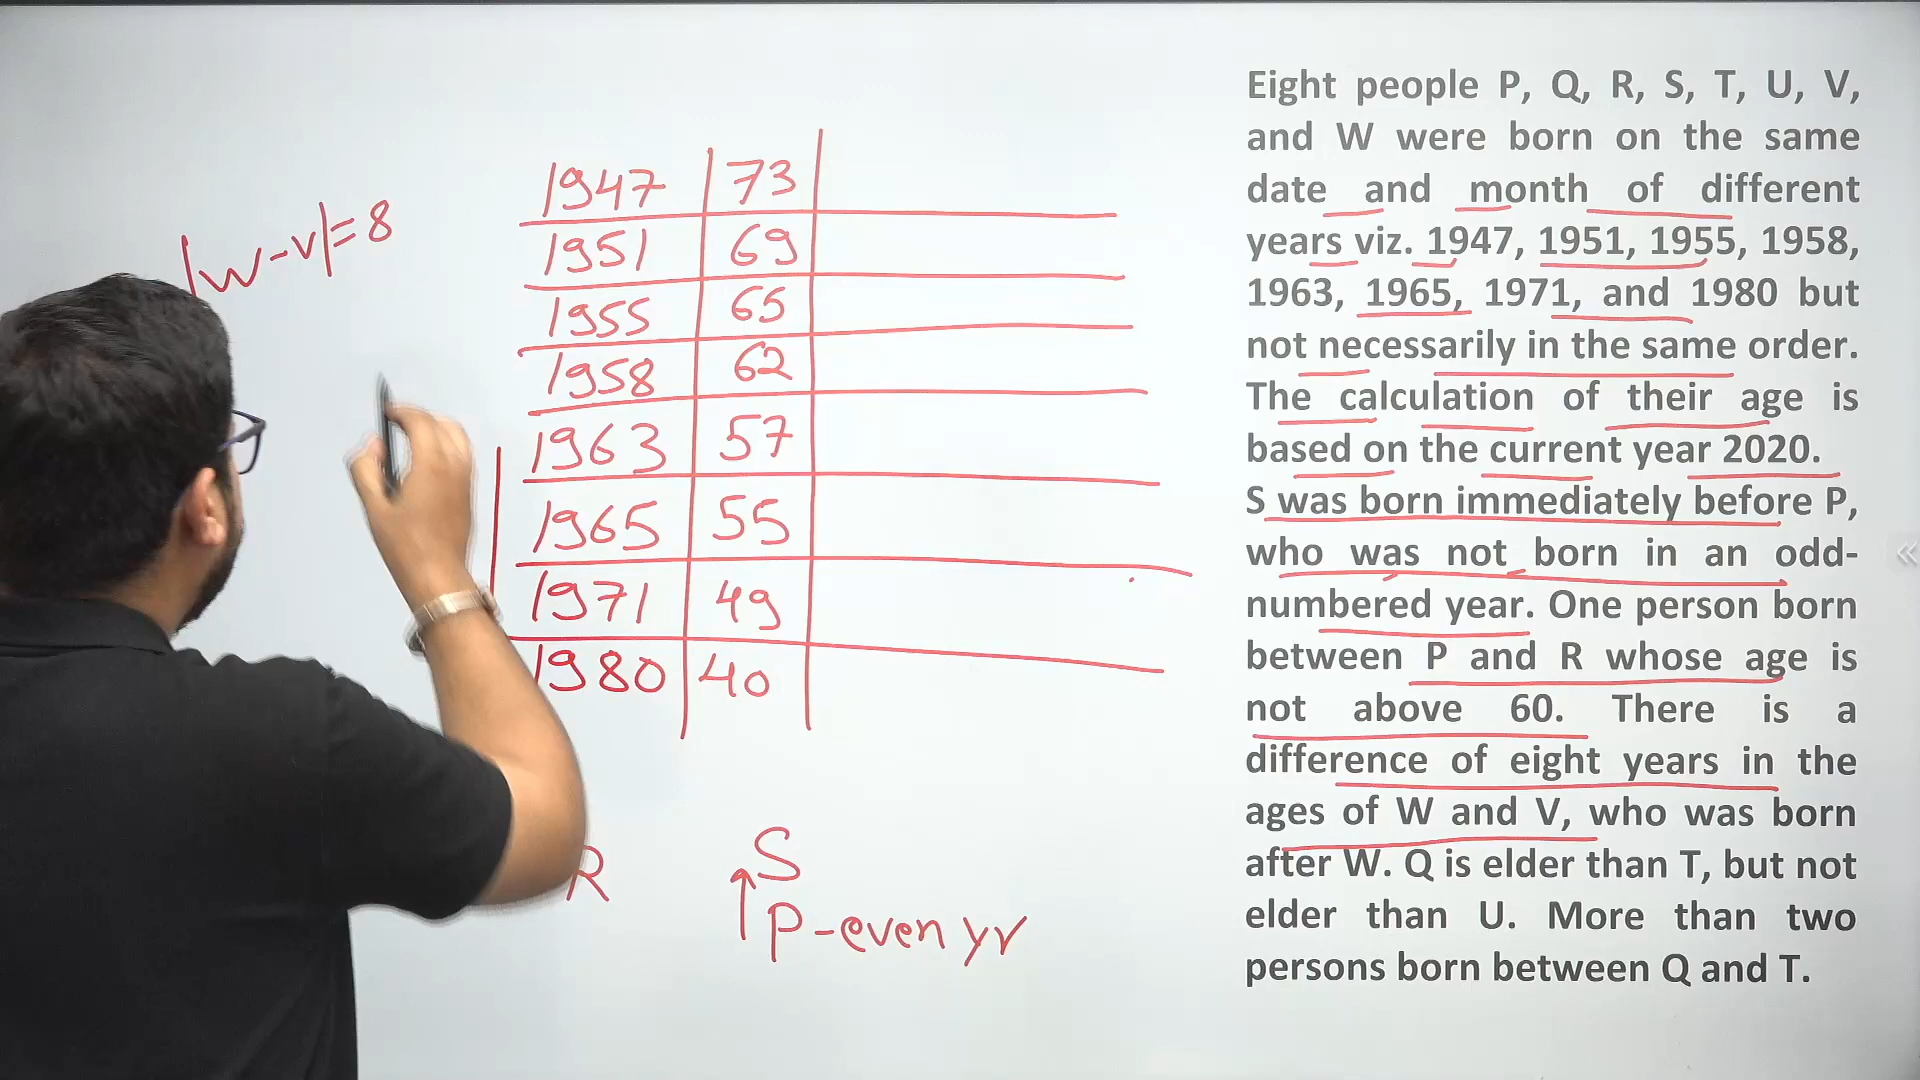 |W-V|=8
1947 73
1951 69
1955 65
1958 62
1963 57
1965 55
1971 49
1980 40
R
S
P-even yr
Eight people P, Q, R, S, T, U, V,
and W were born on the same
date and month of different
years viz. 1947, 1951, 1955, 1958,
1963, 1965, 1971, and 1980 but
not necessarily in the same order.
The calculation of their age is
based on the current year 2020.
S was born immediately before P,
who was not born in an odd-
numbered year. One person born
between P and R whose age is
not above 60. There is a
difference of eight years in the
ages of W and V, who was born
after W. Q is elder than T, but not
elder than U. More than two
persons born between Q and T.